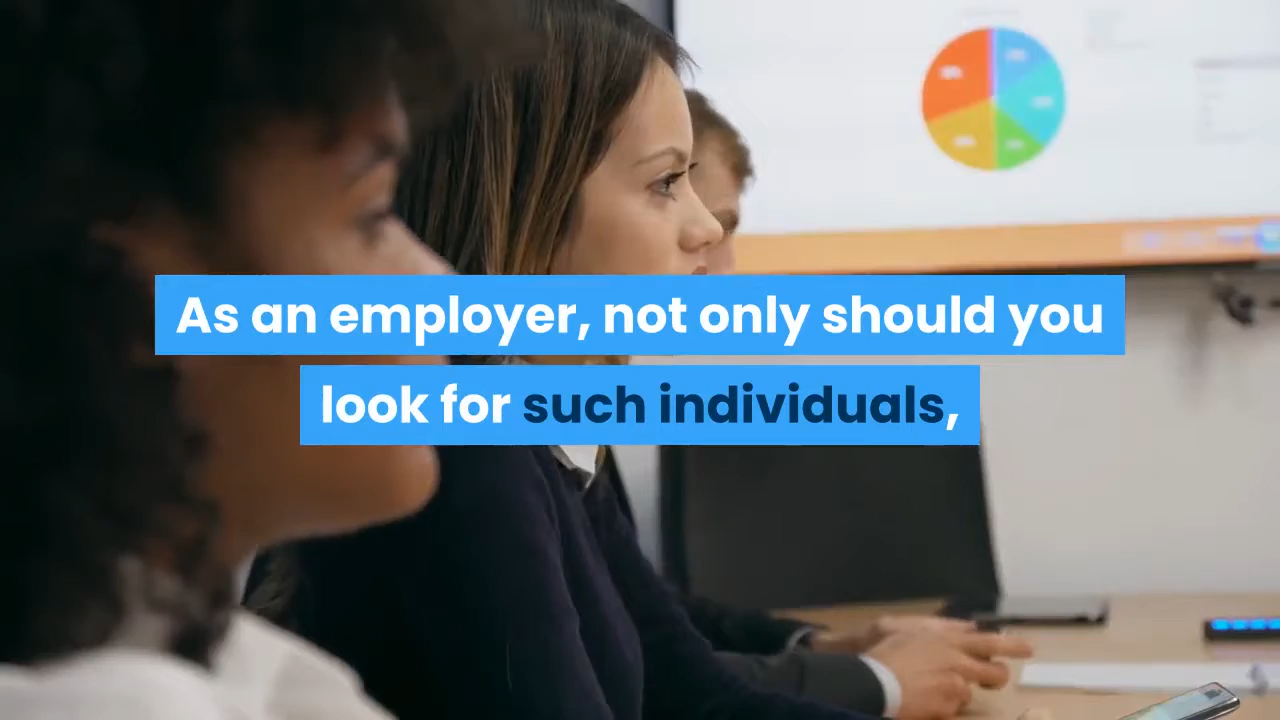 As an employer, not only should you
look for such individuals,